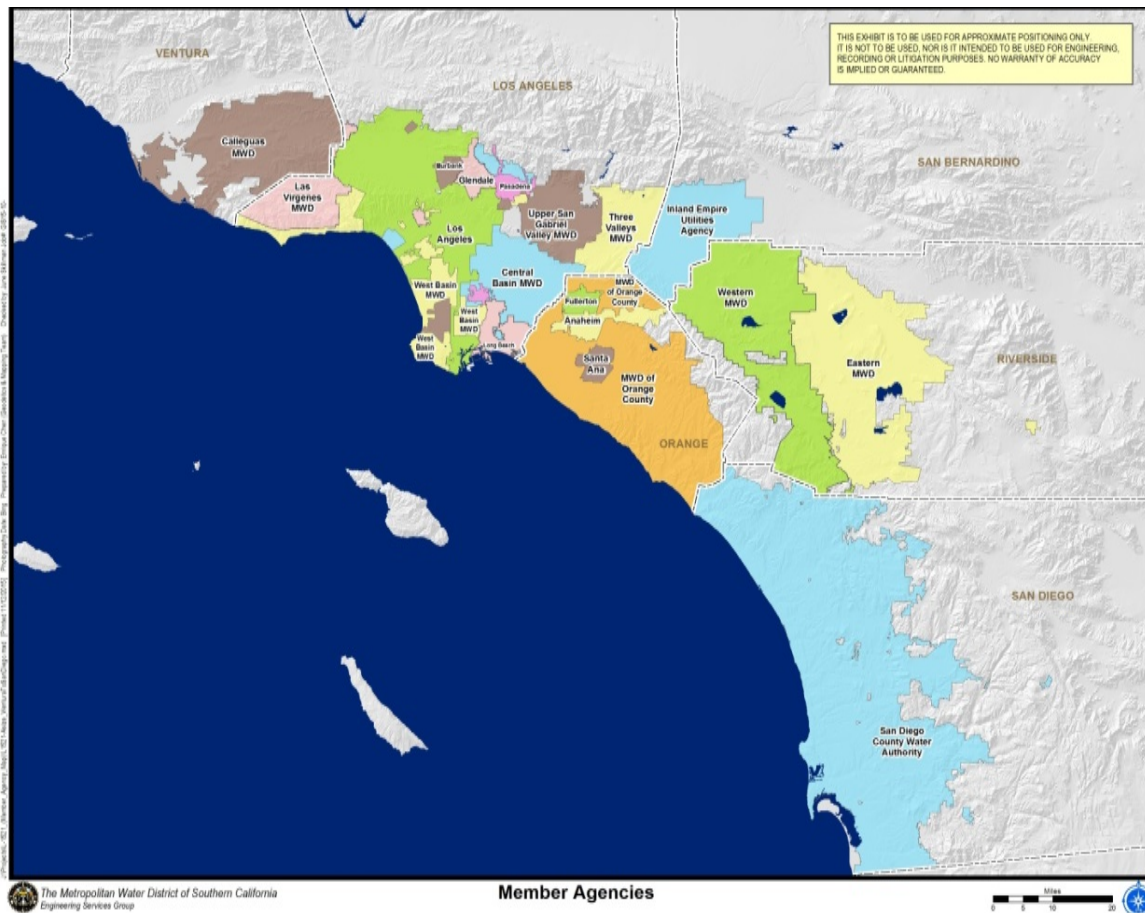 THIS EXHIBIT IS TO BE USED FOR APPROXIMATE POSITIONING ONLY.
IT IS NOT TO BE USED, NOR IS IT INTENDED TO BE USED FOR ENGINEERING,
RECORDING OR LITIGATION PURPOSES. NO WARRANTY OF ACCURACY
IS IMPLIED OR GUARANTEED.
VENTURA
LOS ANGELES
SAN BERNARDINO
Calleguas
MWD
Las
Virgenes
MWD
Burbank
Glendale
Pasadena
Los
Angeles
Upper San
Gabriel
Valley MWD
Three
Valleys
MWD
Inland Empire
Utilities
Agency
Central
Basin MWD
West Basin
MWD
West
Basin
MWD
West
Basin
MWD
Long Beach
MWD
of Orange
County
Fullerton
Anaheim
Santa
Ana
MWD of
Orange
County
ORANGE
Western
MWD
Eastern
MWD
RIVERSIDE
SAN DIEGO
San Diego
County Water
Authority
The Metropolitan Water District of Southern California
Engineering Services Group
Member Agencies
Miles
0 5 10 20